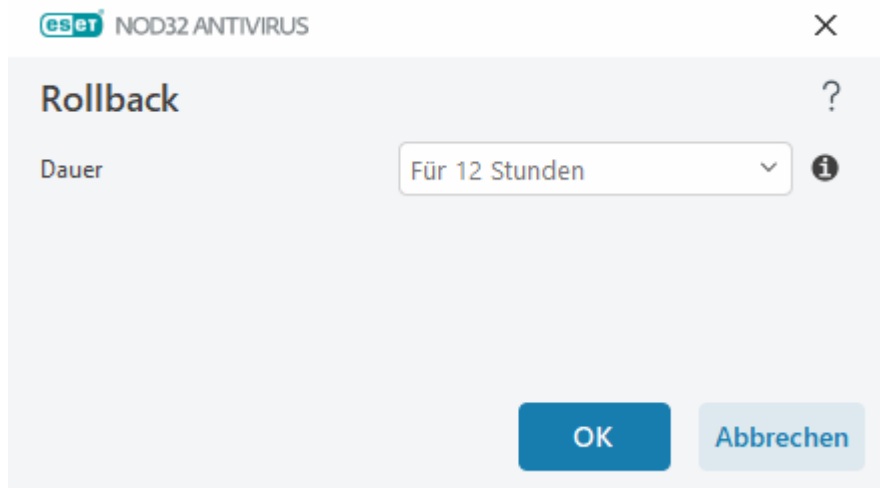 eset NOD32 ANTIVIRUS
Rollback
?
Dauer
Für 12 Stunden
OK
Abbrechen